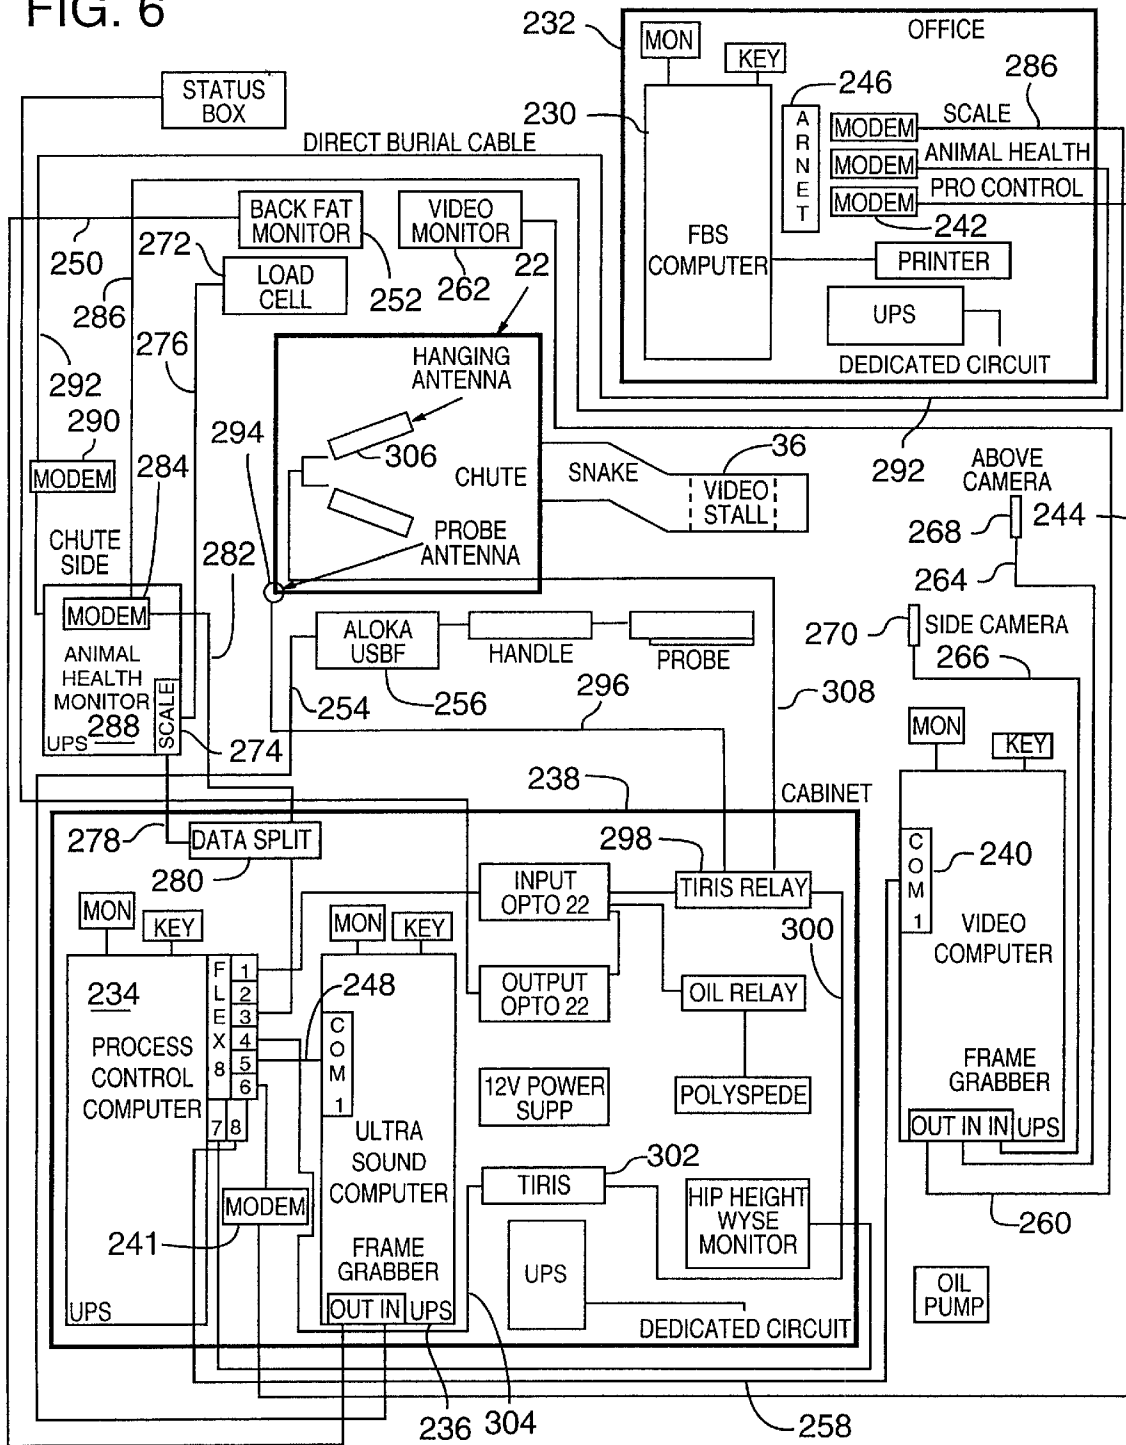 FIG. 6
232
OFFICE
MON
KEY
246
286
230
ARNET
MODEM
SCALE
MODEM
ANIMAL HEALTH
MODEM
PRO CONTROL
242
FBS
COMPUTER
PRINTER
UPS
DEDICATED CIRCUIT
STATUS
BOX
DIRECT BURIAL CABLE
250
272
BACK FAT
MONITOR
VIDEO
MONITOR
22
252
262
LOAD
CELL
286
276
292
290
284
294
HANGING
ANTENNA
306
CHUTE
SNAKE
36
VIDEO
STALL
292
PROBE
ANTENNA
ABOVE
CAMERA
268
244
264
MODEM
CHUTE
SIDE
282
MODEM
ANIMAL
HEALTH
MONITOR
288
UPS
SCALE
274
ALOKA
USBF
HANDLE
PROBE
254
256
296
308
270
SIDE CAMERA
266
MON
KEY
238
CABINET
278
DATA SPLIT
280
298
INPUT
OPTO 22
TIRIS RELAY
300
COM 1
240
VIDEO
COMPUTER
MON
KEY
MON
KEY
234
FLEX 8
1
2
3
4
5
6
7 8
248
OUTPUT
OPTO 22
OIL RELAY
PROCESS
CONTROL
COMPUTER
COM 1
12V POWER
SUPP
POLYSPEDE
FRAME
GRABBER
OUT IN IN
UPS
ULTRA
SOUND
COMPUTER
TIRIS
302
HIP HEIGHT
WYSE
MONITOR
MODEM
241
FRAME
GRABBER
UPS
260
OIL
PUMP
UPS
OUT IN
UPS
DEDICATED CIRCUIT
236
304
258